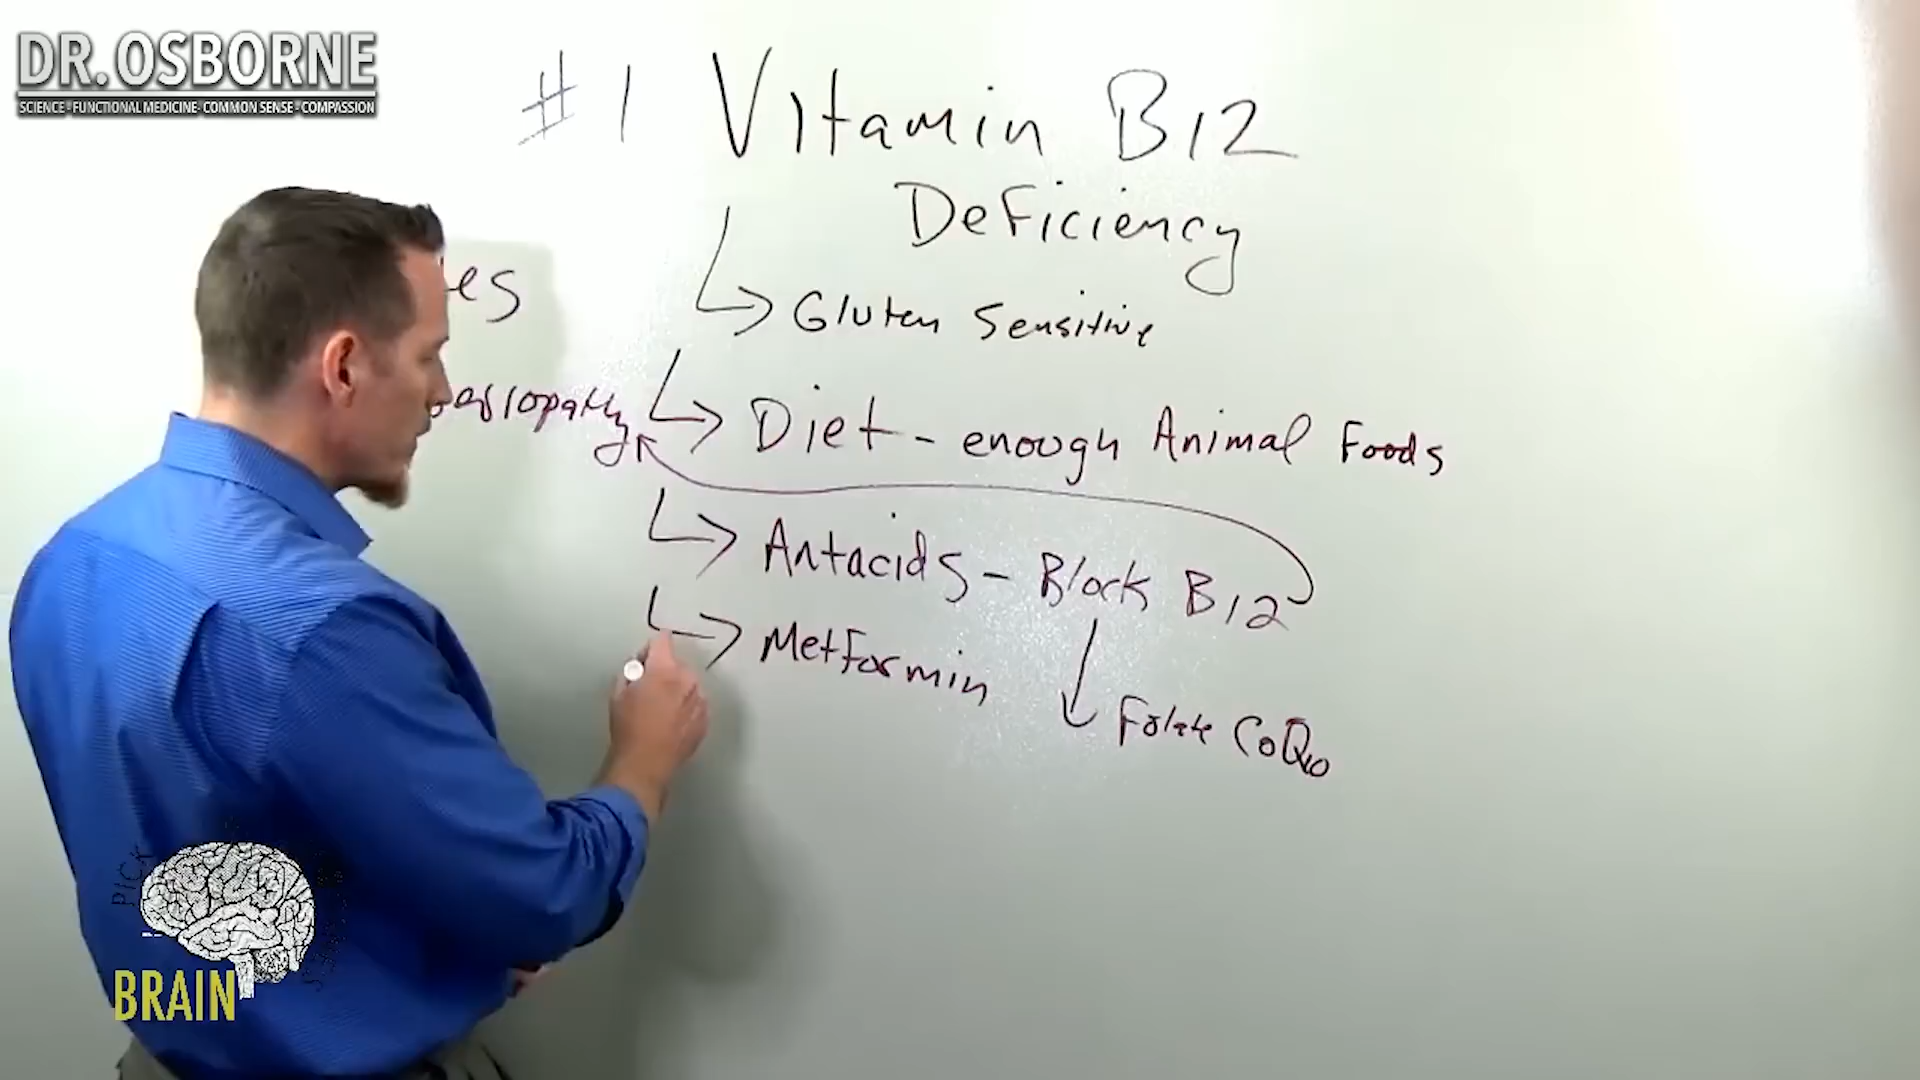 DR. OSBORNE
SCIENCE - FUNCTIONAL MEDICINE - COMMON SENSE - COMPASSION
#1 Vitamin B12
Deficiency
Gluten Sensitive
Diet - enough Animal Foods
Antacids - Block B12
Metformin
Folate CoQ10
PICK
BRAIN